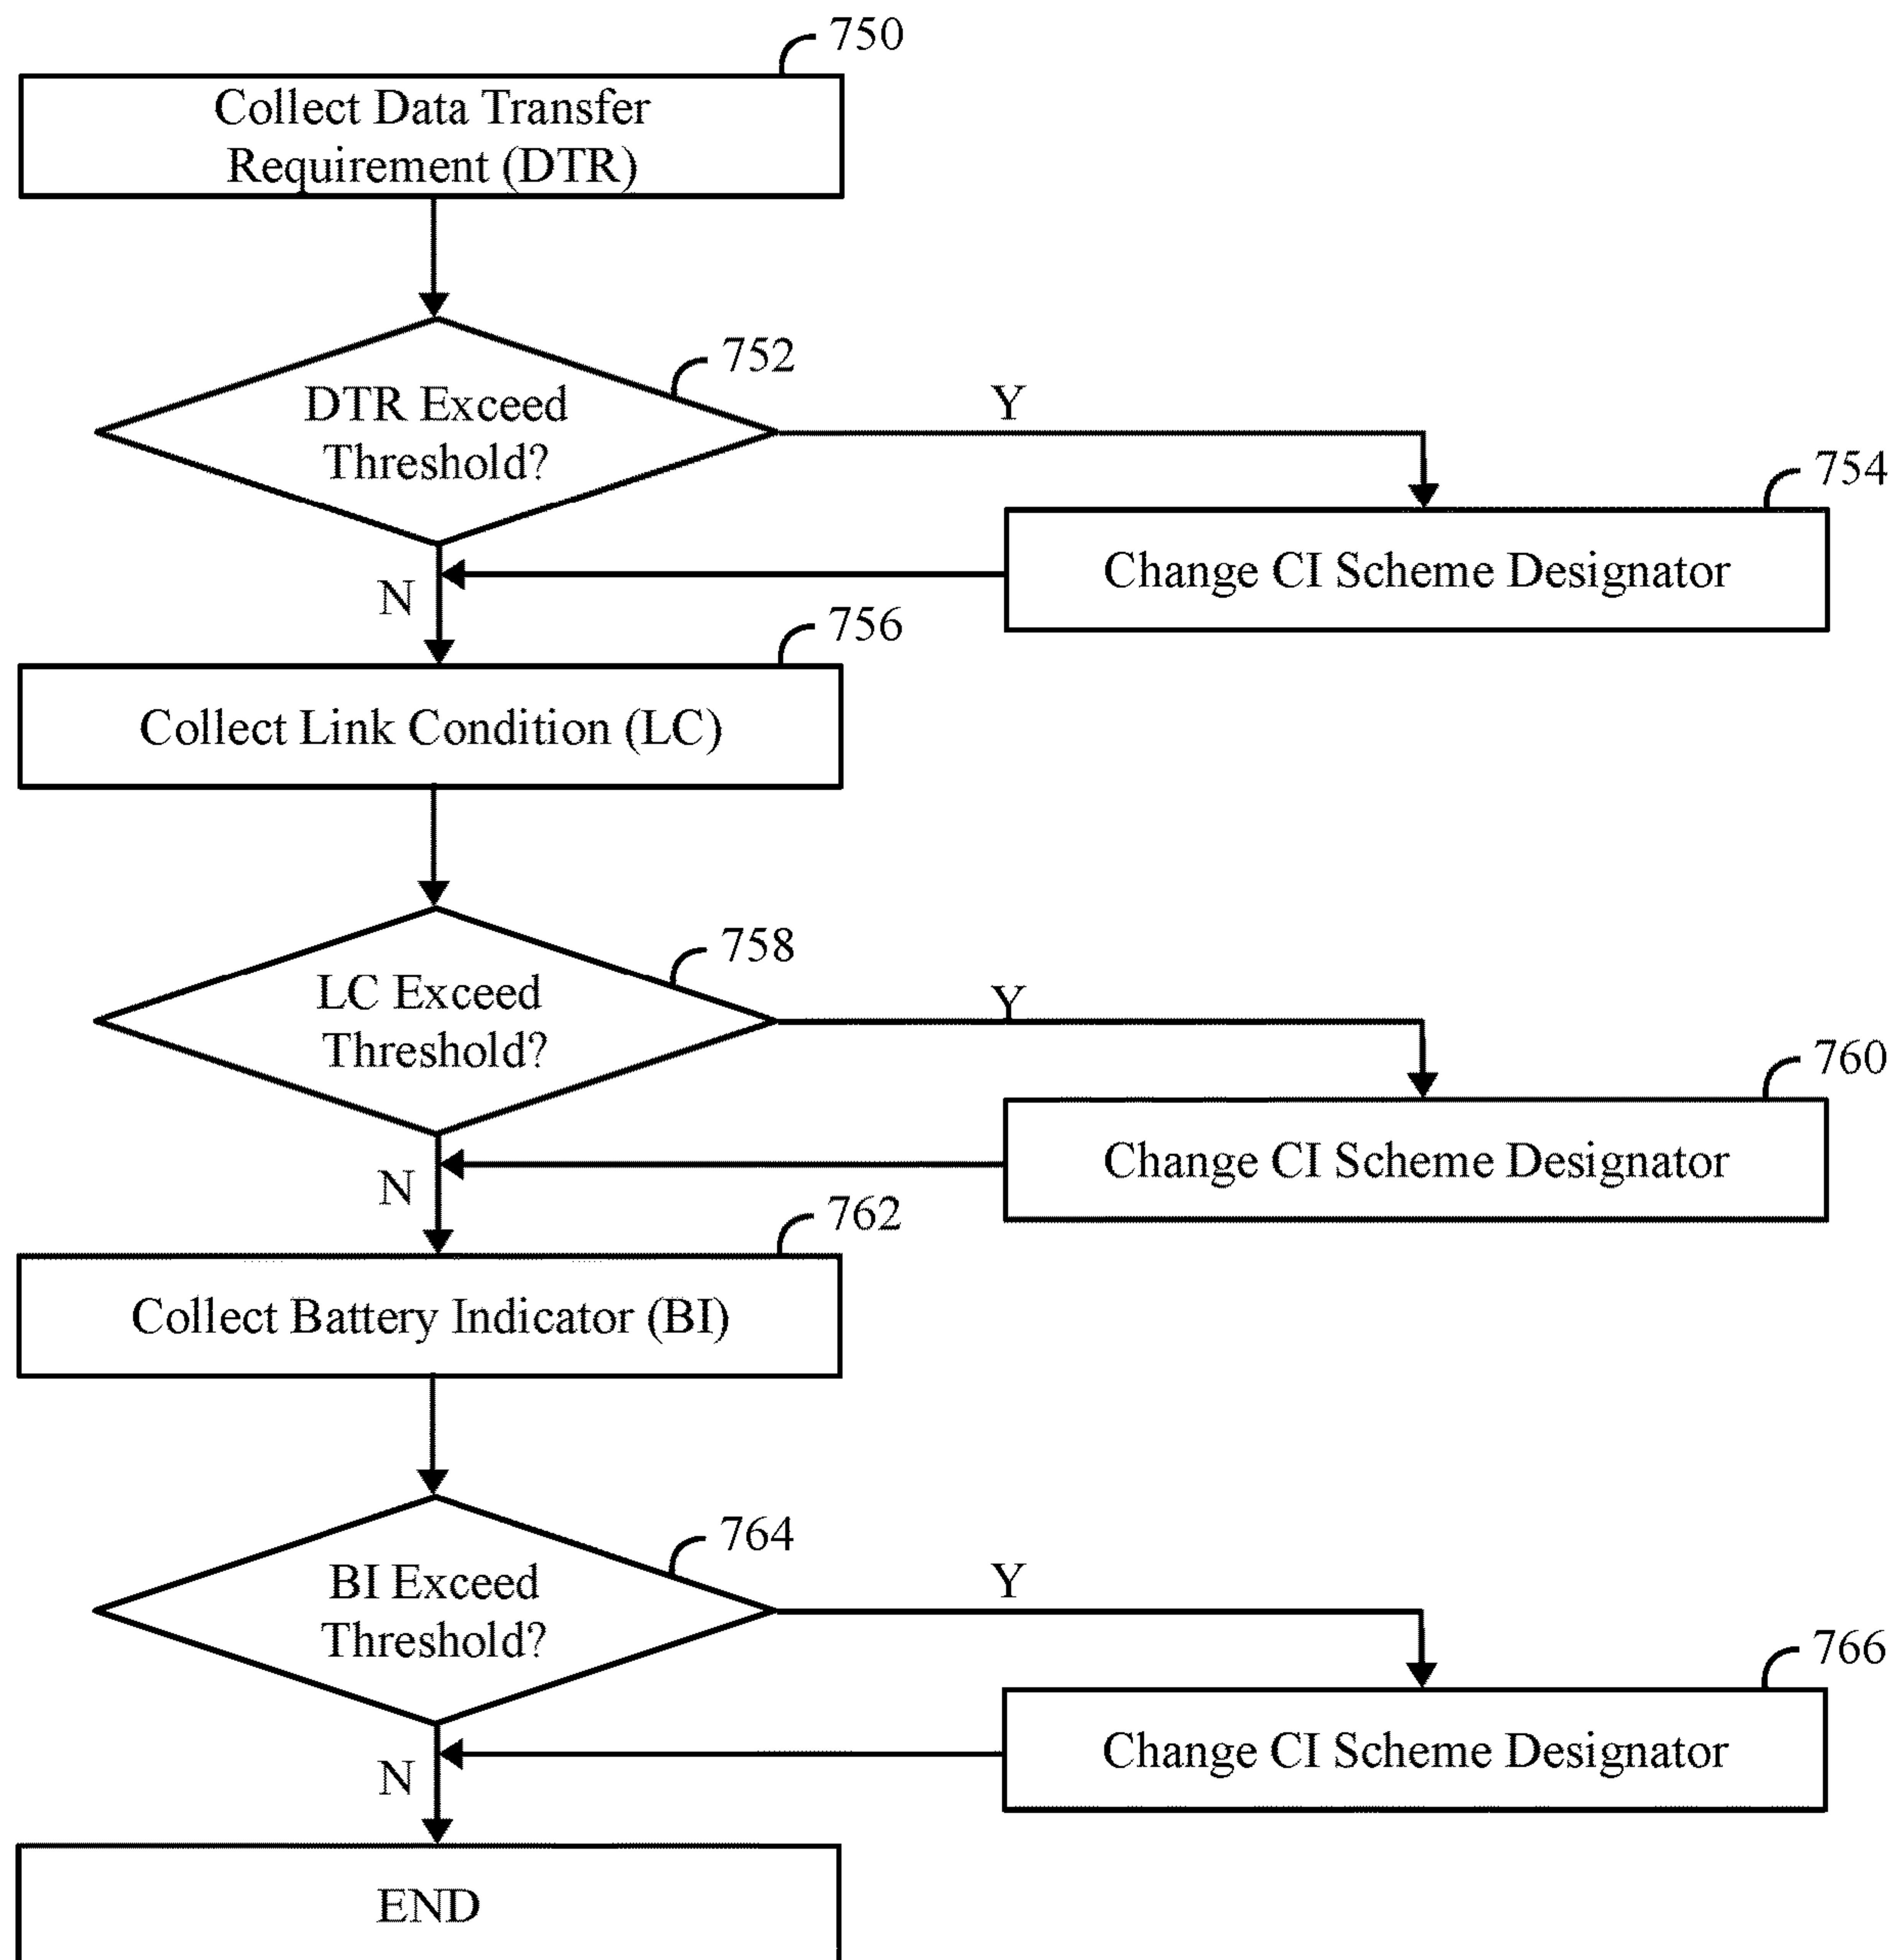 750
Collect Data Transfer
Requirement (DTR)
752
DTR Exceed
Threshold?
Y
754
Change CI Scheme Designator
N
756
Collect Link Condition (LC)
758
LC Exceed
Threshold?
Y
760
Change CI Scheme Designator
N
762
Collect Battery Indicator (BI)
764
BI Exceed
Threshold?
Y
766
Change CI Scheme Designator
N
END